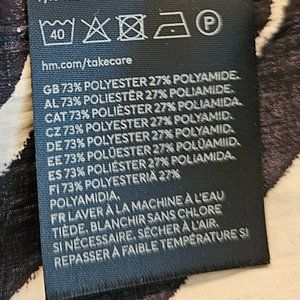 40 P
hm.com/takecare
GB 73% POLYESTER 27% POLYAMIDE.
AL 73% POLIESTËR 27% POLIAMID.
CAT 73% POLIÈSTER 27% POLIAMIDA.
CZ 73% POLYESTER 27% POLYAMID.
DE 73% POLYESTER 27% POLYAMID.
EE 73% POLÜESTER 27% POLÜAMIID.
ES 73% POLIÉSTER 27% POLIAMIDA.
FI 73% POLYESTERIÄ 27%
POLYAMIDIA.
FR LAVER À LA MACHINE À L'EAU
TIÈDE, BLANCHIR SANS CHLORE
SI NÉCESSAIRE, SÉCHER À L'AIR.
REPASSER À FAIBLE TEMPÉRATURE SI